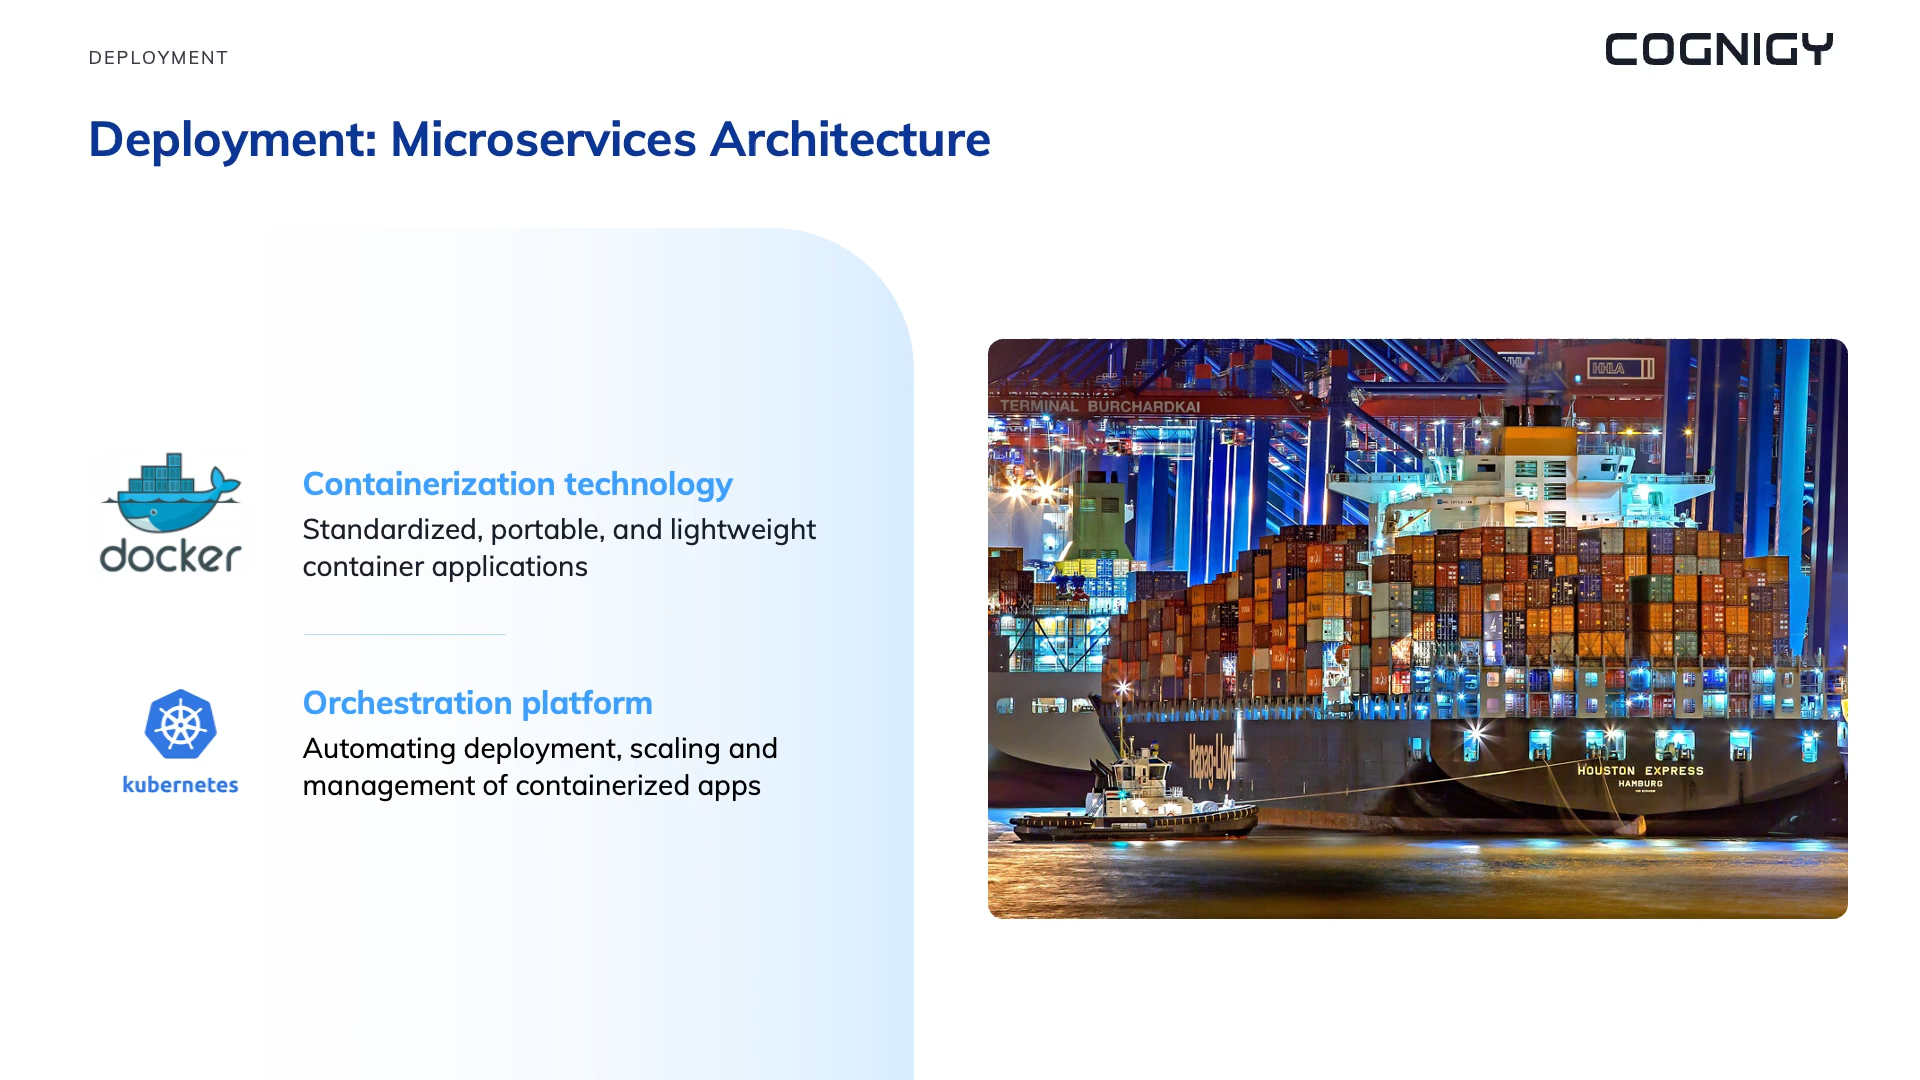 DEPLOYMENT
COGNIGY
Deployment: Microservices Architecture
docker
Containerization technology
Standardized, portable, and lightweight
container applications
kubernetes
Orchestration platform
Automating deployment, scaling and
management of containerized apps
HHLA
TERMINAL BURCHARDKAI
Hapag-Lloyd
HOUSTON EXPRESS
HAMBURG